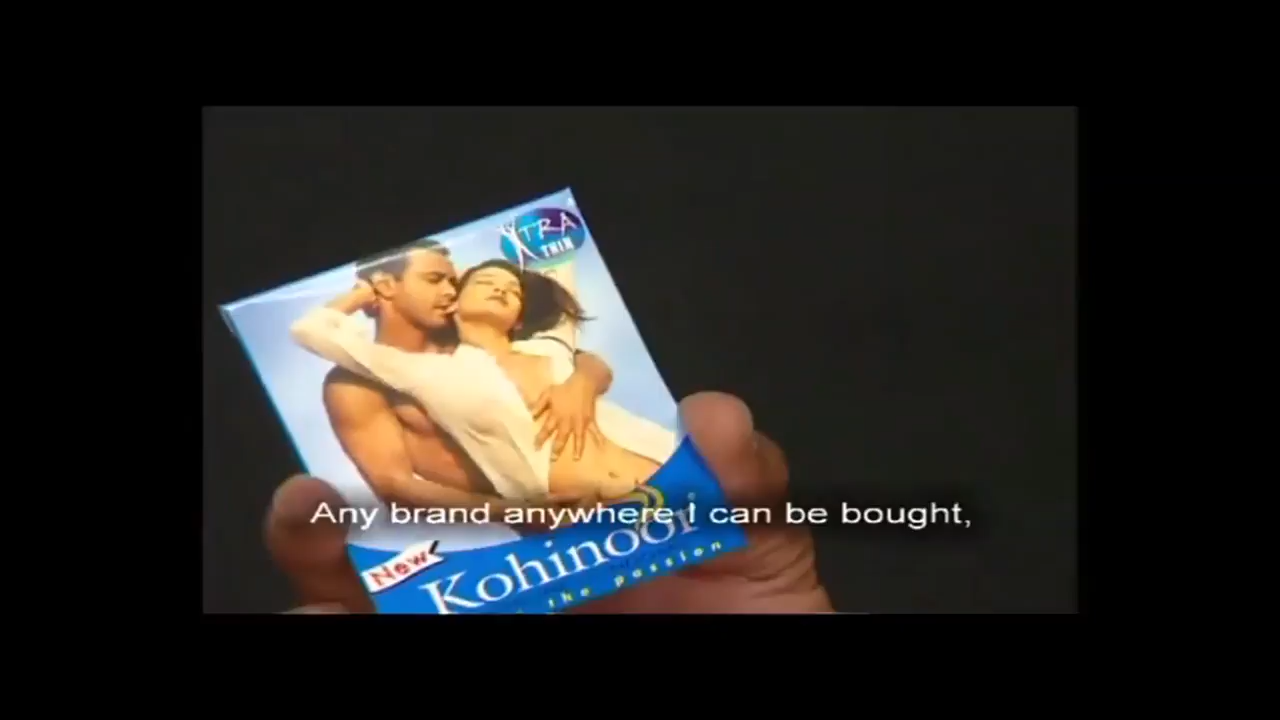 XTRA
THIN
Any brand anywhere I can be bought,
New
Kohinoor
the passion